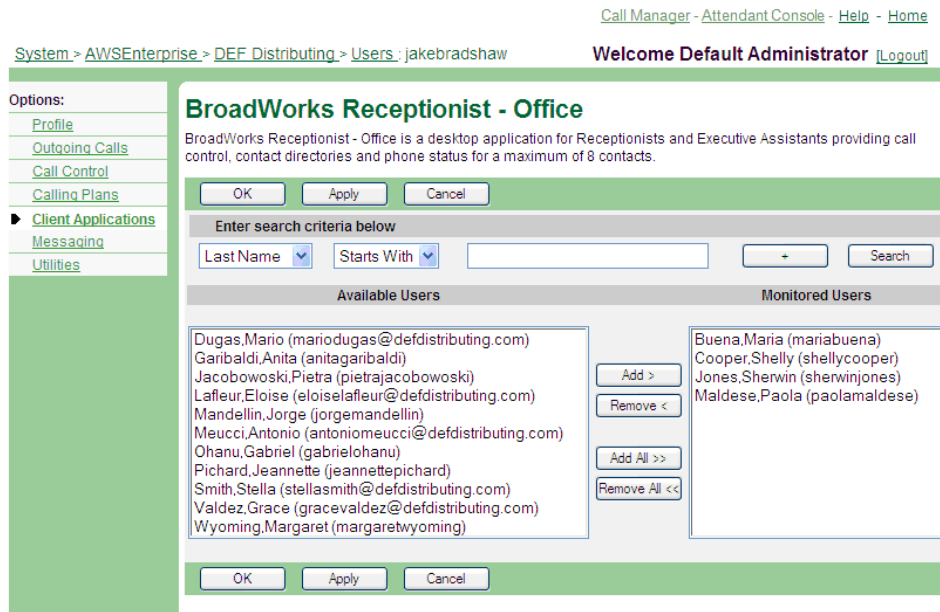 Call Manager - Attendant Console - Help - Home
System > AWSEnterprise > DEF Distributing > Users : jakebradshaw
Welcome Default Administrator [Logout]
Options:
Profile
Outgoing Calls
Call Control
Calling Plans
Client Applications
Messaging
Utilities
BroadWorks Receptionist - Office
BroadWorks Receptionist - Office is a desktop application for Receptionists and Executive Assistants providing call
control, contact directories and phone status for a maximum of 8 contacts.
OK Apply Cancel
Enter search criteria below
Last Name Starts With + Search
Available Users Monitored Users
Dugas,Mario (mariodugas@defdistributing.com)
Garibaldi,Anita (anitagaribaldi)
Jacobowoski,Pietra (pietrajacobowoski)
Lafleur,Eloise (eloiselafleur@defdistributing.com)
Mandellin,Jorge (jorgemandellin)
Meucci,Antonio (antoniomeucci@defdistributing.com)
Ohanu,Gabriel (gabrielohanu)
Pichard,Jeannette (jeannettepichard)
Smith,Stella (stellasmith@defdistributing.com)
Valdez,Grace (gracevaldez@defdistributing.com)
Wyoming,Margaret (margaretwyoming)
Add >
Remove <
Add All >>
Remove All <<
Buena,Maria (mariabuena)
Cooper,Shelly (shellycooper)
Jones,Sherwin (sherwinjones)
Maldese,Paola (paolamaldese)
OK Apply Cancel